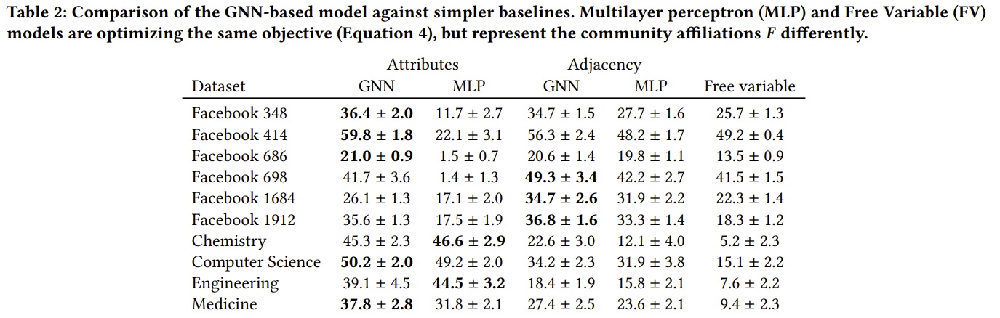 Table 2: Comparison of the GNN-based model against simpler baselines. Multilayer perceptron (MLP) and Free Variable (FV)
models are optimizing the same objective (Equation 4), but represent the community affiliations F differently.
Attributes Adjacency
Dataset GNN MLP GNN MLP Free variable
Facebook 348 36.4 ± 2.0 11.7 ± 2.7 34.7 ± 1.5 27.7 ± 1.6 25.7 ± 1.3
Facebook 414 59.8 ± 1.8 22.1 ± 3.1 56.3 ± 2.4 48.2 ± 1.7 49.2 ± 0.4
Facebook 686 21.0 ± 0.9 1.5 ± 0.7 20.6 ± 1.4 19.8 ± 1.1 13.5 ± 0.9
Facebook 698 41.7 ± 3.6 1.4 ± 1.3 49.3 ± 3.4 42.2 ± 2.7 41.5 ± 1.5
Facebook 1684 26.1 ± 1.3 17.1 ± 2.0 34.7 ± 2.6 31.9 ± 2.2 22.3 ± 1.4
Facebook 1912 35.6 ± 1.3 17.5 ± 1.9 36.8 ± 1.6 33.3 ± 1.4 18.3 ± 1.2
Chemistry 45.3 ± 2.3 46.6 ± 2.9 22.6 ± 3.0 12.1 ± 4.0 5.2 ± 2.3
Computer Science 50.2 ± 2.0 49.2 ± 2.0 34.2 ± 2.3 31.9 ± 3.8 15.1 ± 2.2
Engineering 39.1 ± 4.5 44.5 ± 3.2 18.4 ± 1.9 15.8 ± 2.1 7.6 ± 2.2
Medicine 37.8 ± 2.8 31.8 ± 2.1 27.4 ± 2.5 23.6 ± 2.1 9.4 ± 2.3